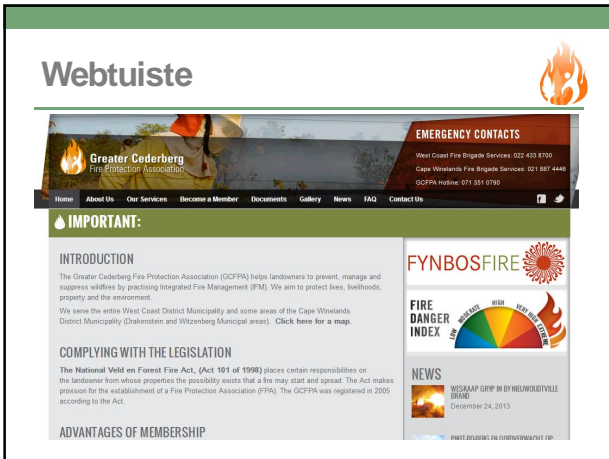 Webtuiste
Greater Cederberg
Fire Protection Association
EMERGENCY CONTACTS
West Coast Fire Brigade Services: 022 433 8700
Cape Winelands Fire Brigade Services: 021 887 4446
GCFPA Hotline: 071 351 0790
Home About Us Our Services Become a Member Documents Gallery News FAQ Contact Us
IMPORTANT:
INTRODUCTION
The Greater Cederberg Fire Protection Association (GCFPA) helps landowners to prevent, manage and
suppress wildfires by practising Integrated Fire Management (IFM). We aim to protect lives, livelihoods,
property and the environment.
We serve the entire West Coast District Municipality and some areas of the Cape Winelands
District Municipality (Drakenstein and Witzenberg Municipal areas). Click here for a map.
COMPLYING WITH THE LEGISLATION
The National Veld en Forest Fire Act, (Act 101 of 1998) places certain responsibilities on
the landowner from whose properties the possibility exists that a fire may start and spread. The Act makes
provision for the establishment of a Fire Protection Association (FPA). The GCFPA was registered in 2005
according to the Act.
ADVANTAGES OF MEMBERSHIP
FYNBOSFIRE
FIRE
DANGER
INDEX
LOW MODERATE HIGH VERY HIGH EXTREME
NEWS
WESKAAP GRYP IN BY NIEUWOUDTVILLE
BRAND
December 24, 2013